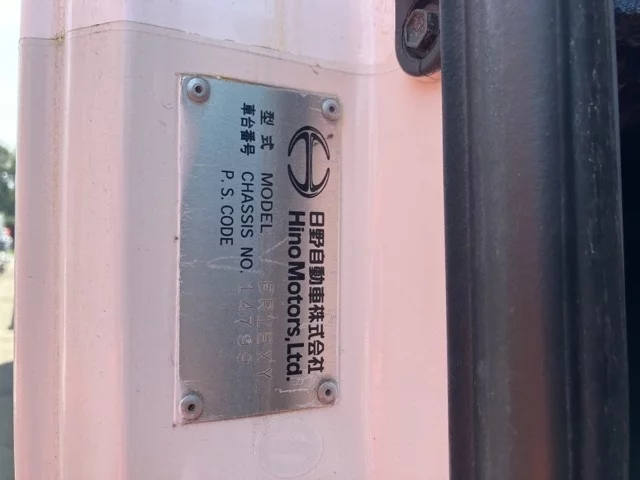 日野自動車株式会社
Hino Motors, Ltd.
型式 MODEL
車台番号 CHASSIS NO. 14789
P. S. CODE